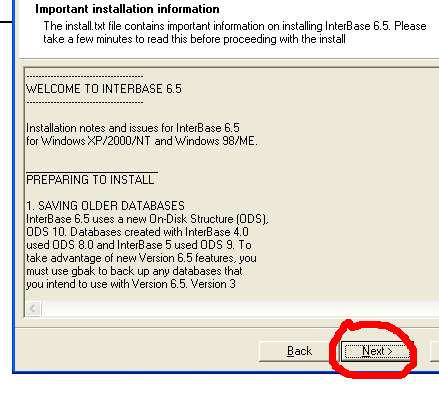 Important installation information
The install.txt file contains important information on installing InterBase 6.5. Please
take a few minutes to read this before proceeding with the install
----------------------------------------
WELCOME TO INTERBASE 6.5
----------------------------------------
Installation notes and issues for InterBase 6.5
for Windows XP/2000/NT and Windows 98/ME.
______________________
PREPARING TO INSTALL
1. SAVING OLDER DATABASES
InterBase 6.5 uses a new On-Disk Structure (ODS),
ODS 10. Databases created with InterBase 4.0
used ODS 8.0 and InterBase 5 used ODS 9. To
take advantage of new Version 6.5 features, you
must use gbak to back up any databases that
you intend to use with Version 6.5. Version 3
Back Next >